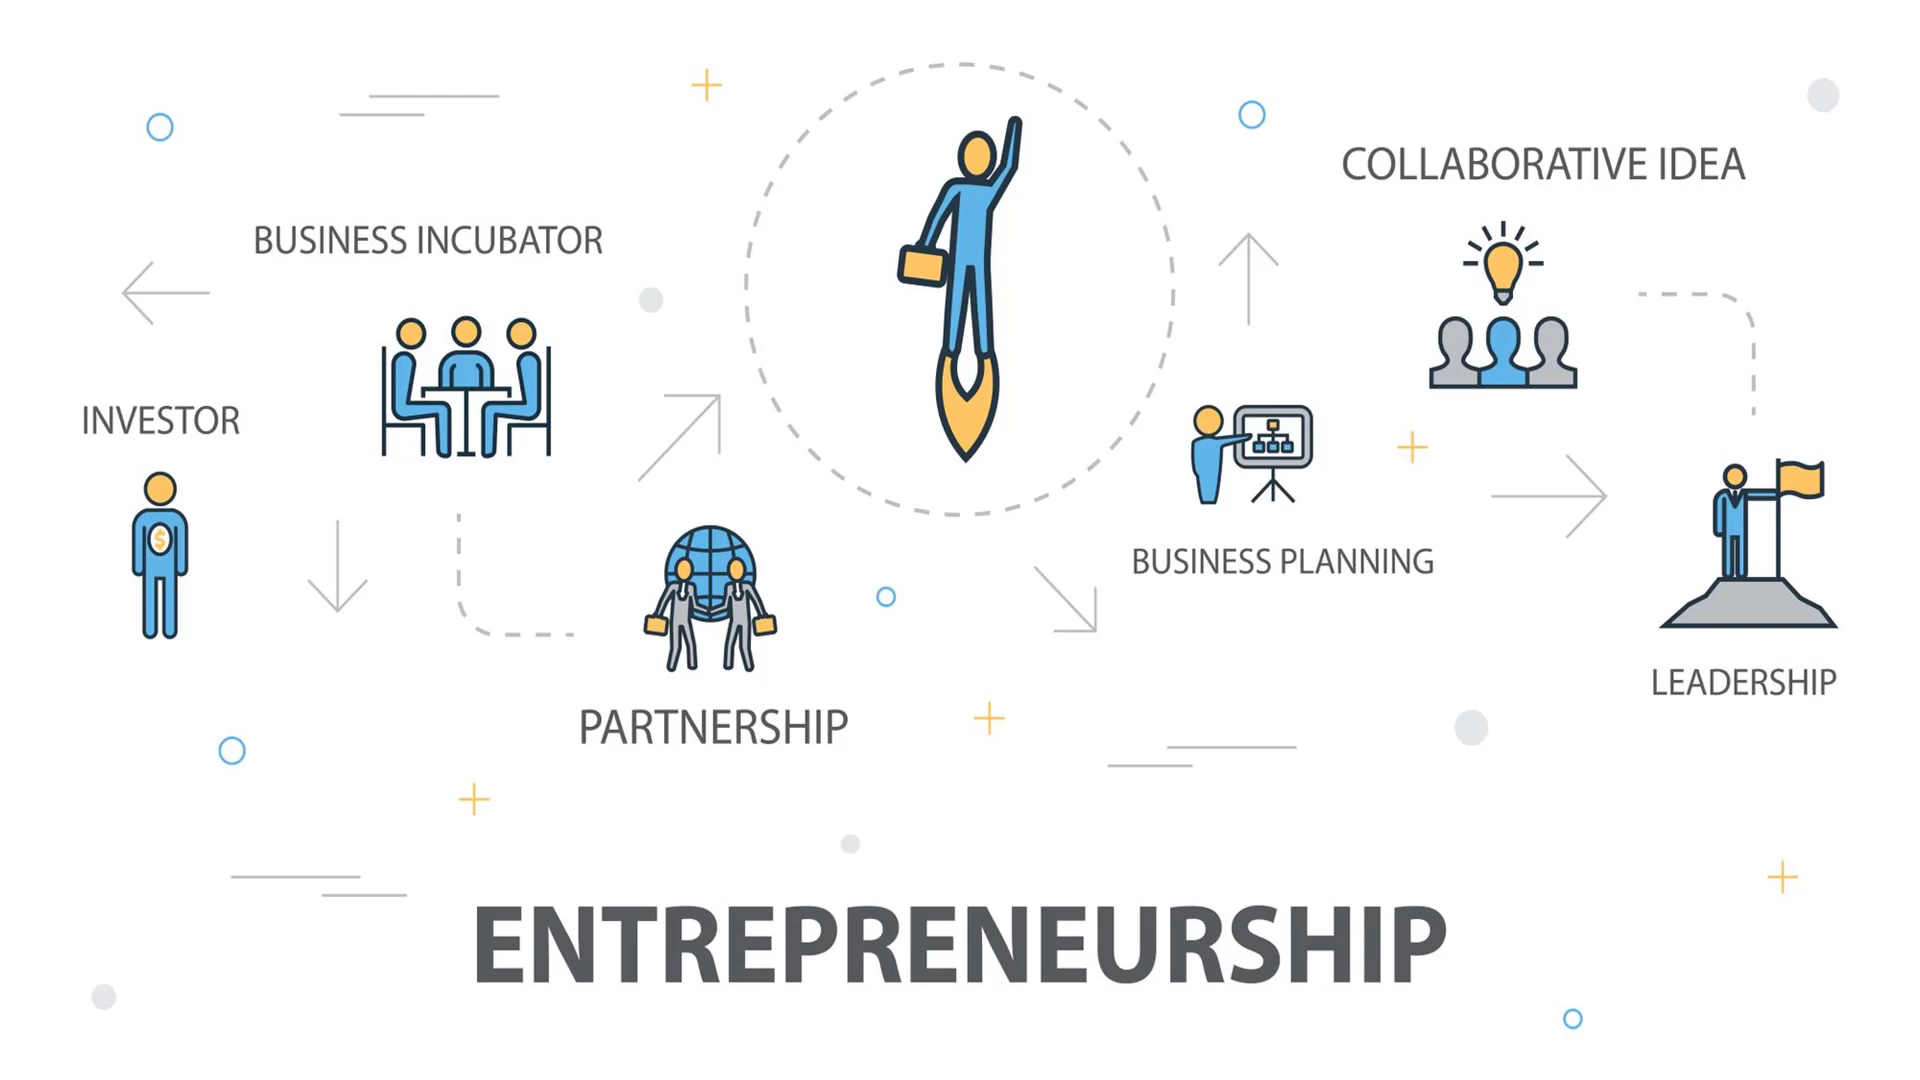 COLLABORATIVE IDEA
BUSINESS INCUBATOR
INVESTOR
$
BUSINESS PLANNING
LEADERSHIP
PARTNERSHIP
ENTREPRENEURSHIP